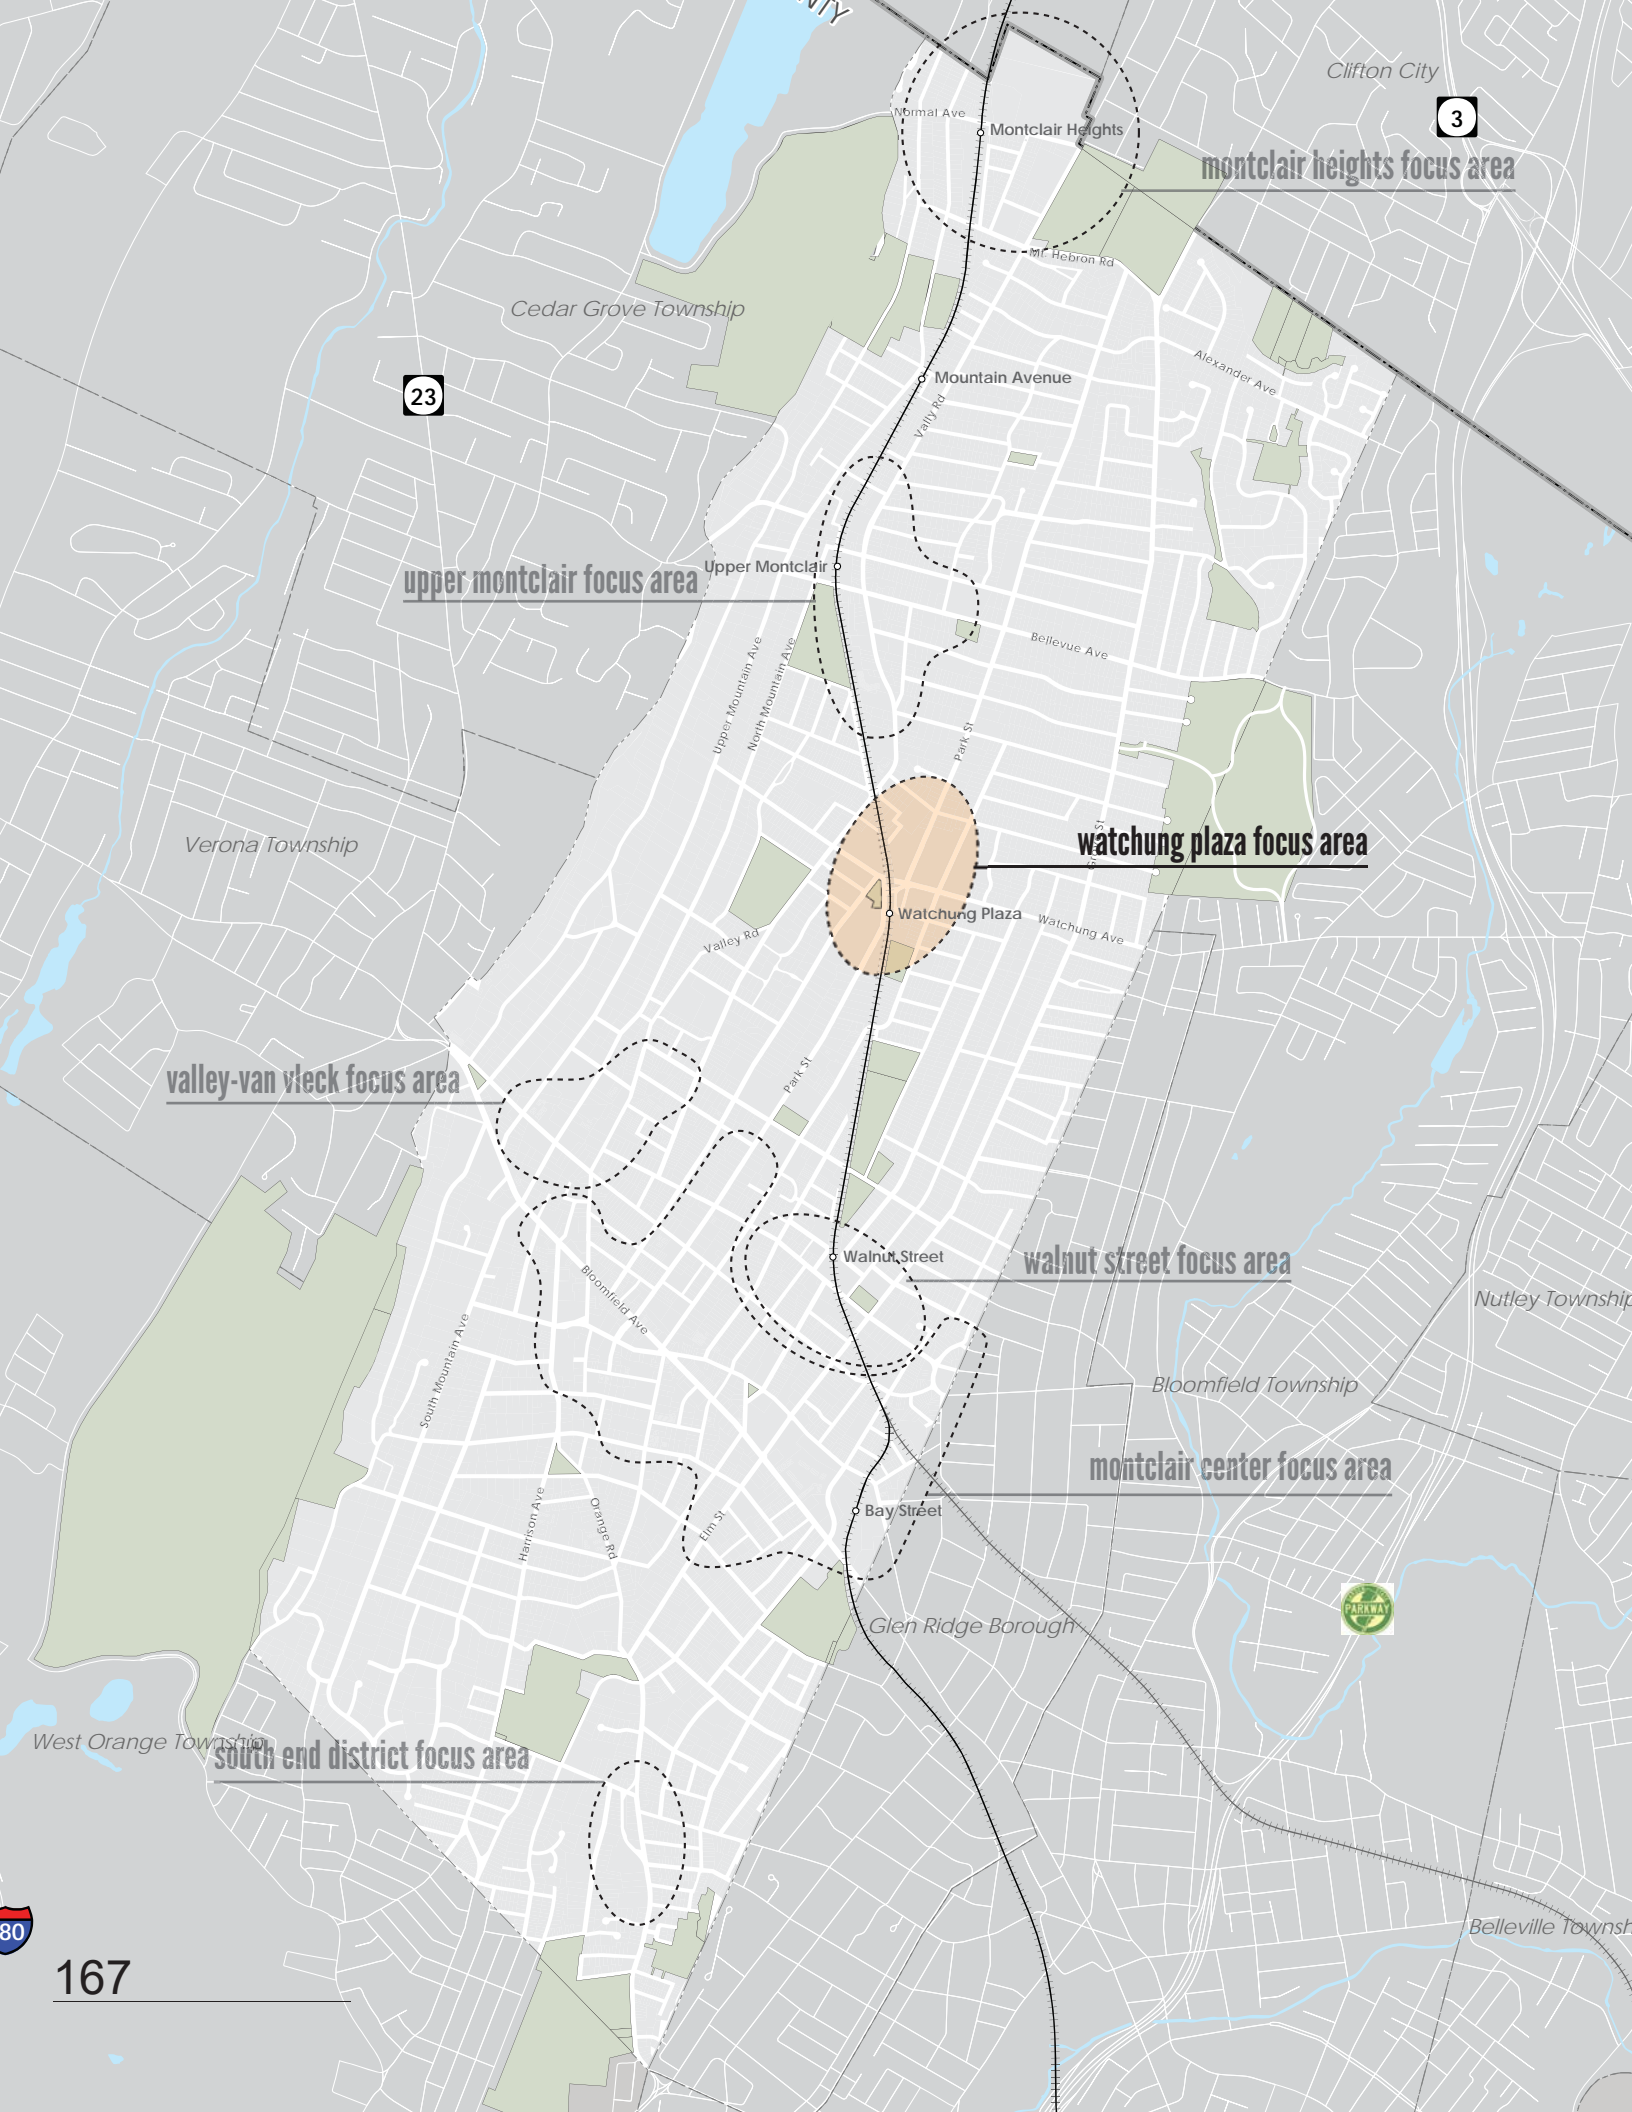 NTY
Clifton City
3
Normal Ave
Montclair Heights
montclair heights focus area
Mt. Hebron Rd
Cedar Grove Township
Alexander Ave
Mountain Avenue
23
Vally Rd
Upper Montclair
upper montclair focus area
Bellevue Ave
Upper Mountain Ave
North Mountain Ave
Park St
watchung plaza focus area
Verona Township
Watchung Plaza
Watchung Ave
Valley Rd
Park St
valley-van vleck focus area
Walnut Street
walnut street focus area
Bloomfield Ave
Nutley Township
South Mountain Ave
Bloomfield Township
montclair center focus area
Harrison Ave
Orange Rd
Elm St
Bay Street
PARKWAY
Glen Ridge Borough
West Orange Township
south end district focus area
80
Belleville Townsh
167